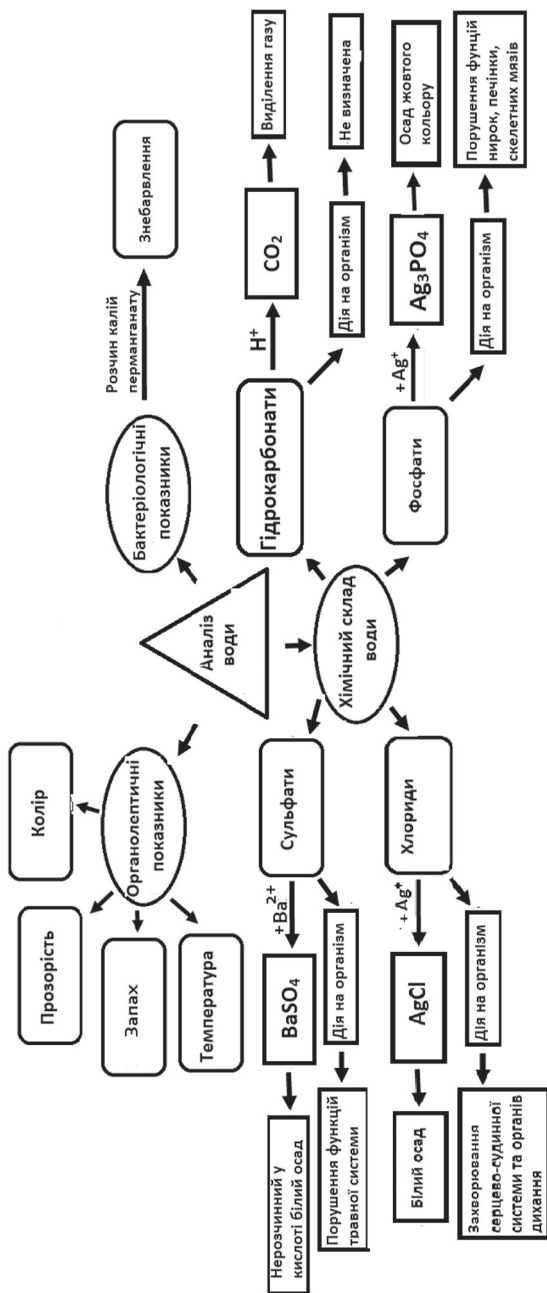 Аналіз
води
Органолептичні
показники
Колір
Прозорість
Запах
Температура
Бактеріологічні
показники
Розчин калій
перманганату
Знебарвлення
Хімічний склад
води
Сульфати
+Ba²⁺
BaSO₄
Нерозчинний у
кислоті білий осад
Дія на організм
Порушення функцій
травної системи
Хлориди
+Ag⁺
AgCl
Білий осад
Дія на організм
Захворювання
серцево-судинної
системи та органів
дихання
Гідрокарбонати
H⁺
CO₂
Виділення газу
Дія на організм
Не визначена
Фосфати
+Ag⁺
Ag₃PO₄
Осад жовтого
кольору
Дія на організм
Порушення фунцій
нирок, печінки,
скелетних мязів